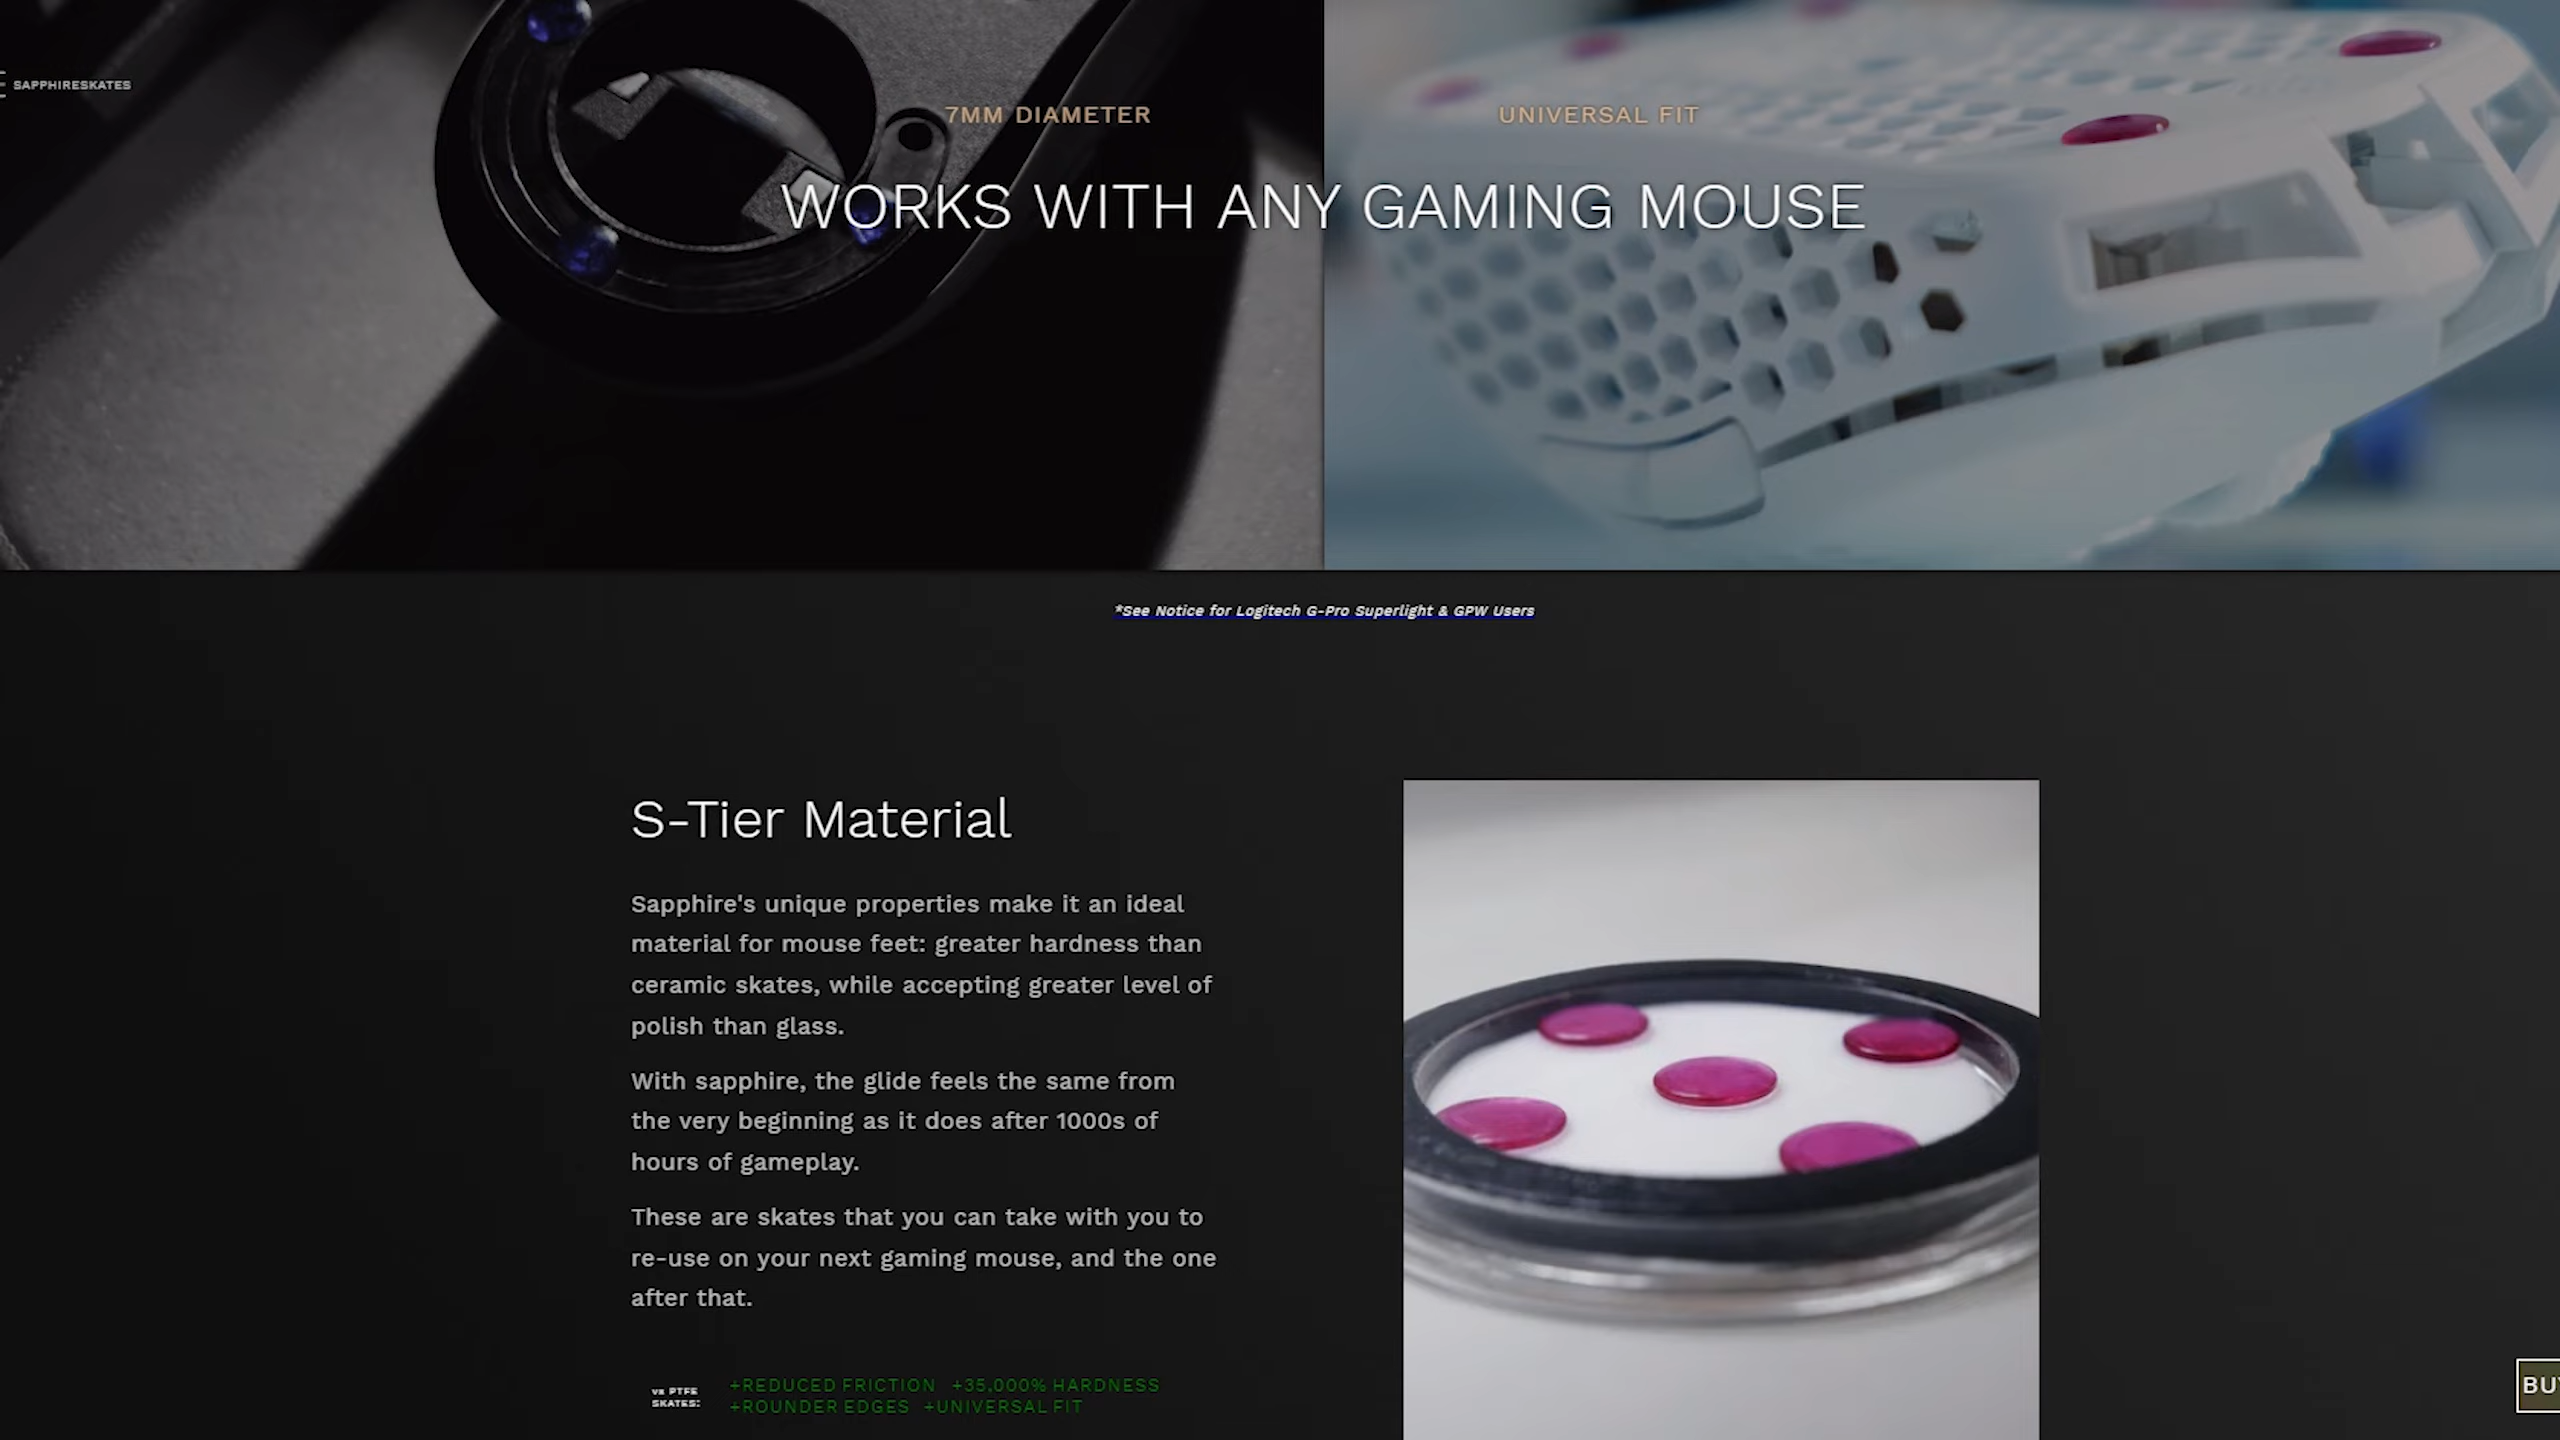 SAPPHIRESKATES
7MM DIAMETER
UNIVERSAL FIT
WORKS WITH ANY GAMING MOUSE
*See Notice for Logitech G-Pro Superlight & GPW Users
S-Tier Material
Sapphire's unique properties make it an ideal
material for mouse feet: greater hardness than
ceramic skates, while accepting greater level of
polish than glass.
With sapphire, the glide feels the same from
the very beginning as it does after 1000s of
hours of gameplay.
These are skates that you can take with you to
re-use on your next gaming mouse, and the one
after that.
vs PTFE
SKATES:
+REDUCED FRICTION +35,000% HARDNESS
+ROUNDER EDGES +UNIVERSAL FIT